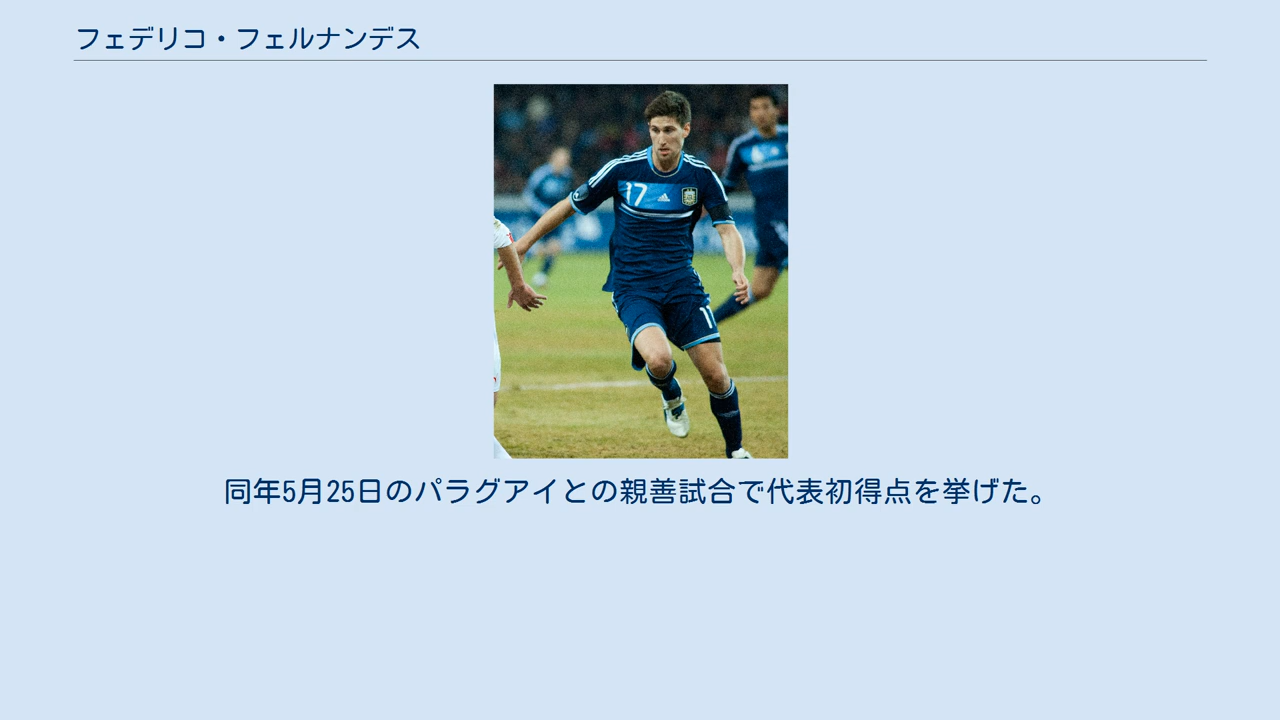 フェデリコ・フェルナンデス
17
17
同年5月25日のパラグアイとの親善試合で代表初得点を挙げた。